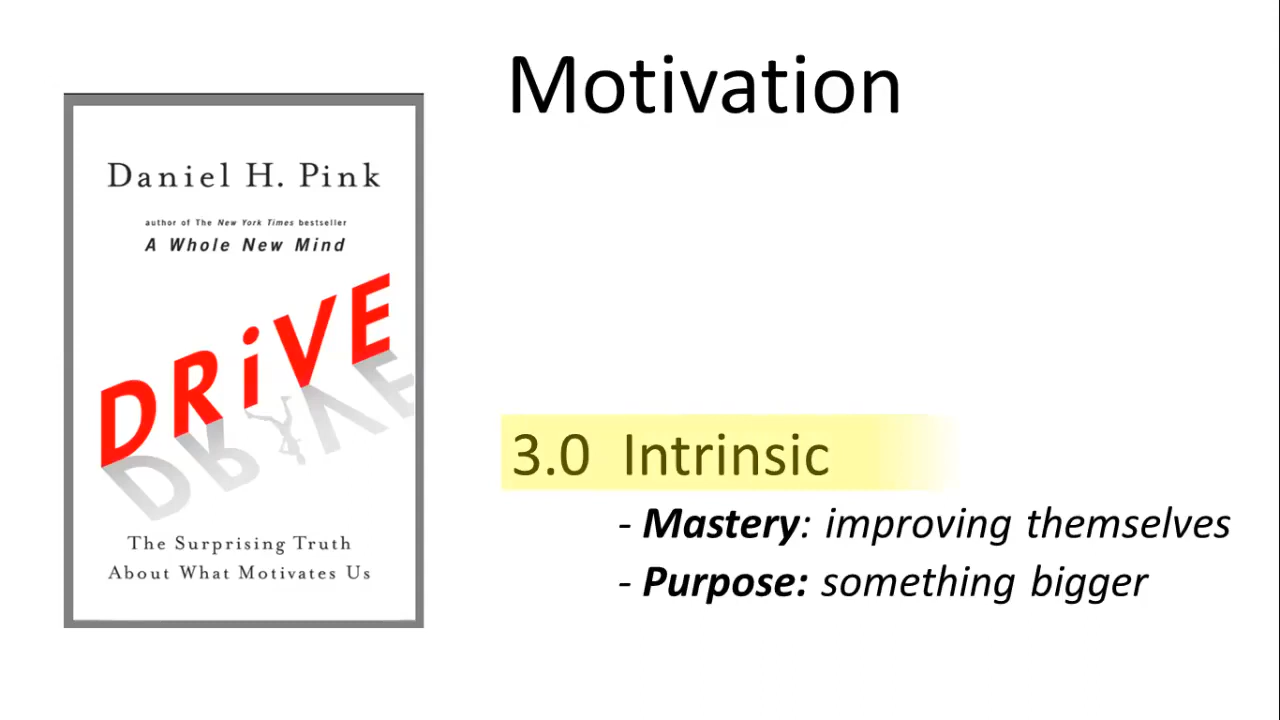 Motivation
Daniel H. Pink
author of The New York Times bestseller
A Whole New Mind
DRiVE
The Surprising Truth
About What Motivates Us
3.0 Intrinsic
- Mastery: improving themselves
- Purpose: something bigger